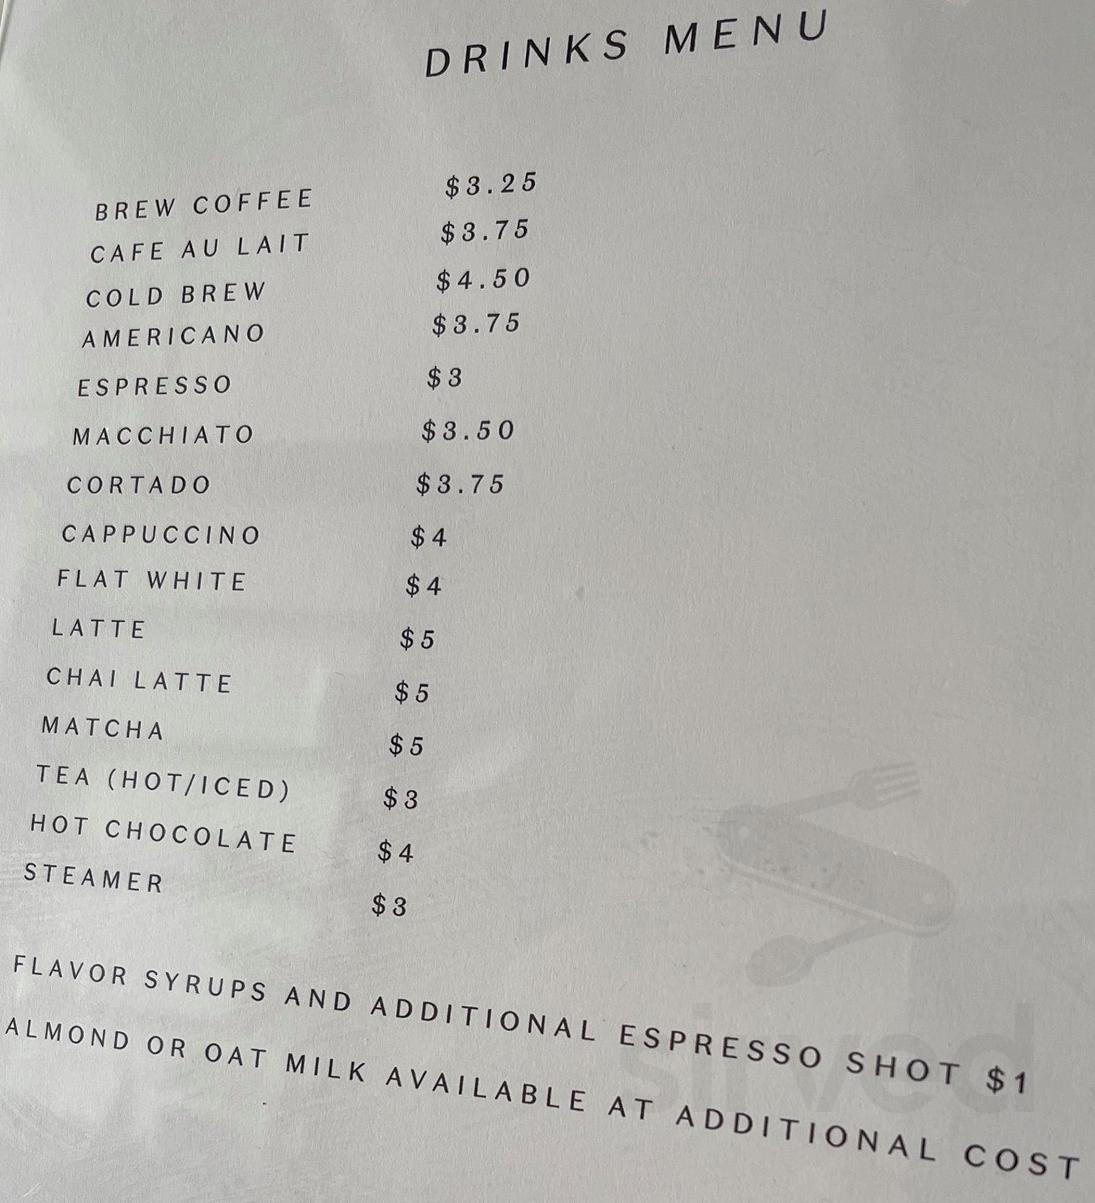 DRINKS MENU
BREW COFFEE $3.25
CAFE AU LAIT $3.75
COLD BREW $4.50
AMERICANO $3.75
ESPRESSO $3
MACCHIATO $3.50
CORTADO $3.75
CAPPUCCINO $4
FLAT WHITE $4
LATTE $5
CHAI LATTE $5
MATCHA $5
TEA (HOT/ICED) $3
HOT CHOCOLATE $4
STEAMER $3
FLAVOR SYRUPS AND ADDITIONAL ESPRESSO SHOT $1
ALMOND OR OAT MILK AVAILABLE AT ADDITIONAL COST
sirved